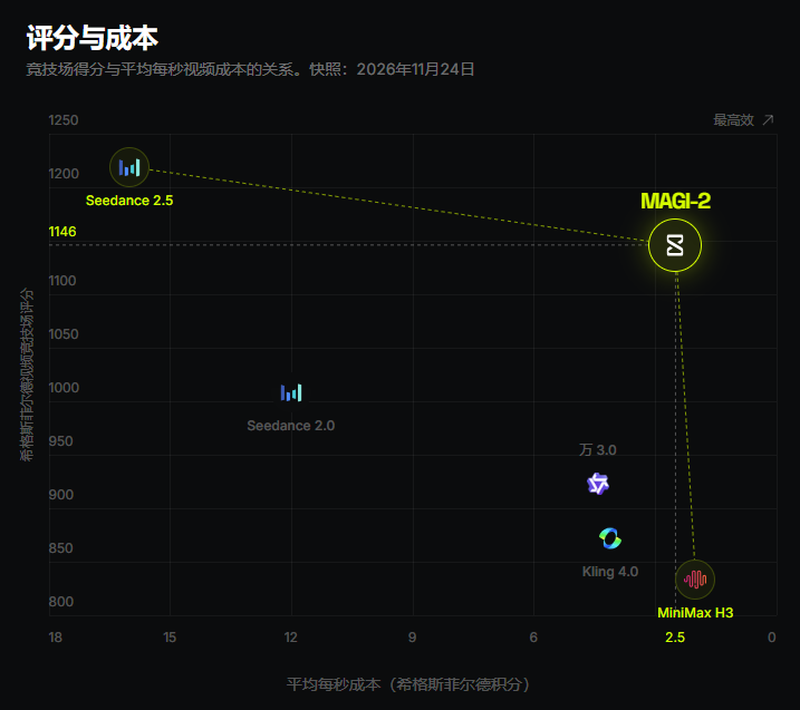 评分与成本
竞技场得分与平均每秒视频成本的关系。快照：2026年11月24日
最高效 ↗
1250
1200
1146
1100
1050
1000
950
900
850
800
希格斯菲尔德视频竞技场评分
Seedance 2.5
MAGI-2
Seedance 2.0
万 3.0
Kling 4.0
MiniMax H3
18
15
12
9
6
2.5
0
平均每秒成本（希格斯菲尔德积分）